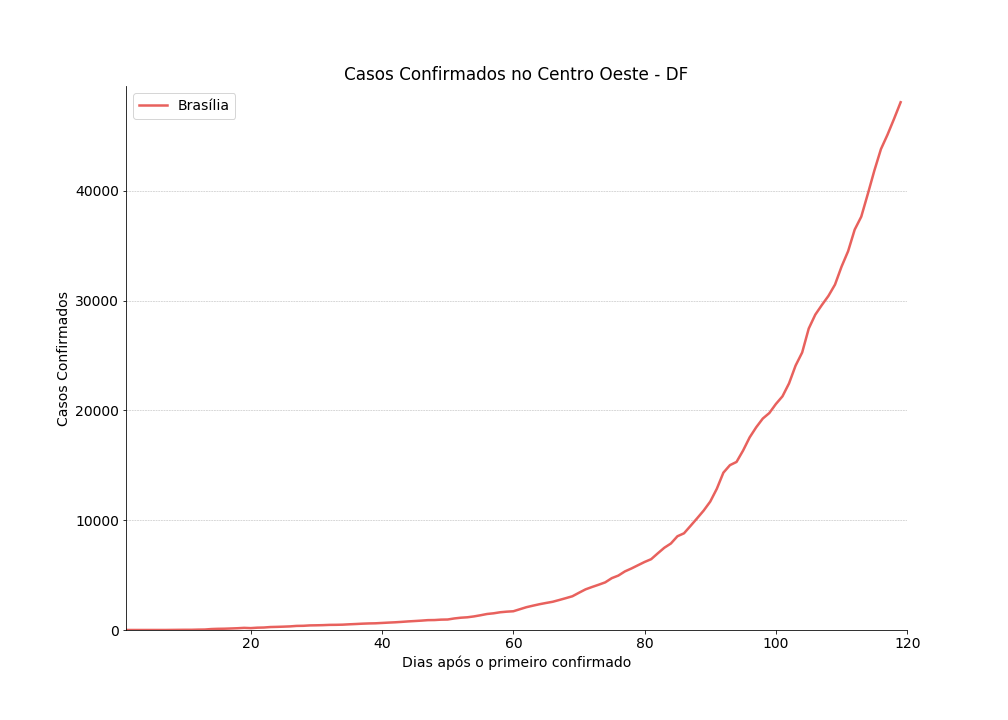 Casos Confirmados no Centro Oeste - DF
Brasília
Casos Confirmados
40000
30000
20000
10000
0
20
40
60
80
100
120
Dias após o primeiro confirmado